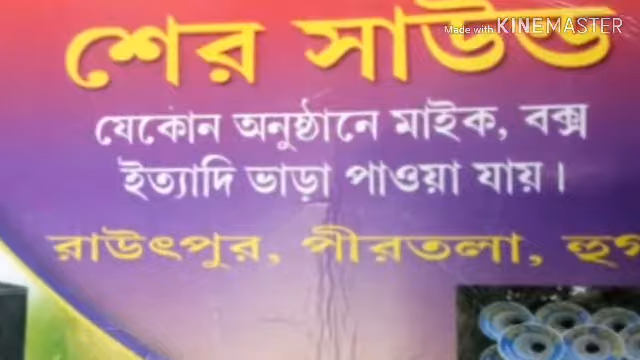 Made with KINEMASTER
শের সাউন্ড
যেকোন অনুষ্ঠানে মাইক, বক্স
ইত্যাদি ভাড়া পাওয়া যায়।
রাউৎপুর, পীরতলা,